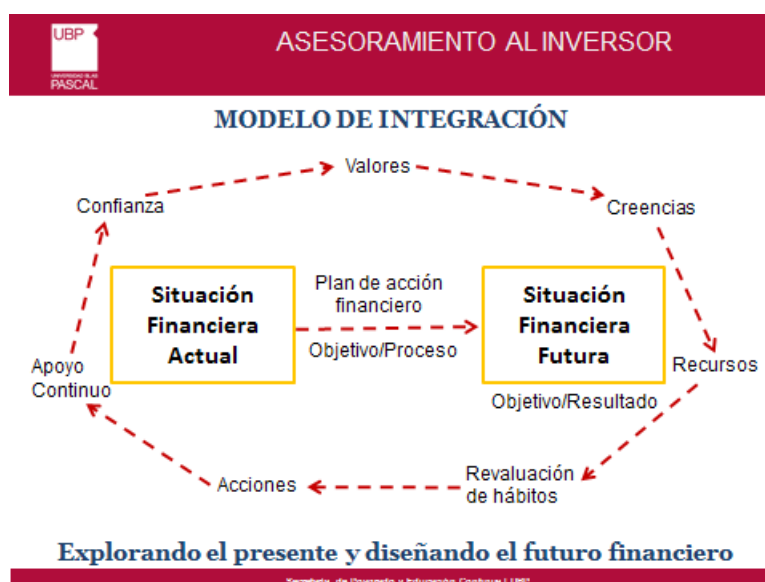 UBP
UNIVERSIDAD BLAS
PASCAL
ASESORAMIENTO AL INVERSOR
MODELO DE INTEGRACIÓN
Valores
Confianza
Creencias
Situación
Financiera
Actual
Plan de acción
financiero
Objetivo/Proceso
Situación
Financiera
Futura
Apoyo
Continuo
Recursos
Objetivo/Resultado
Revaluación
de hábitos
Acciones
Explorando el presente y diseñando el futuro financiero